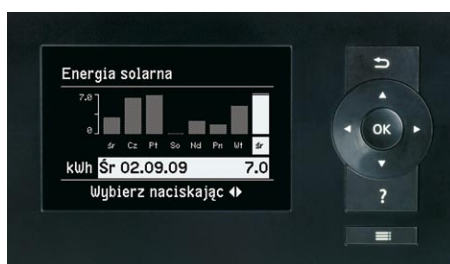 Energia solarna
7.0
0
śr Cz Pt So Nd Pn Wt śr
kWh Śr 02.09.09 7.0
Wybierz naciskając
OK
?